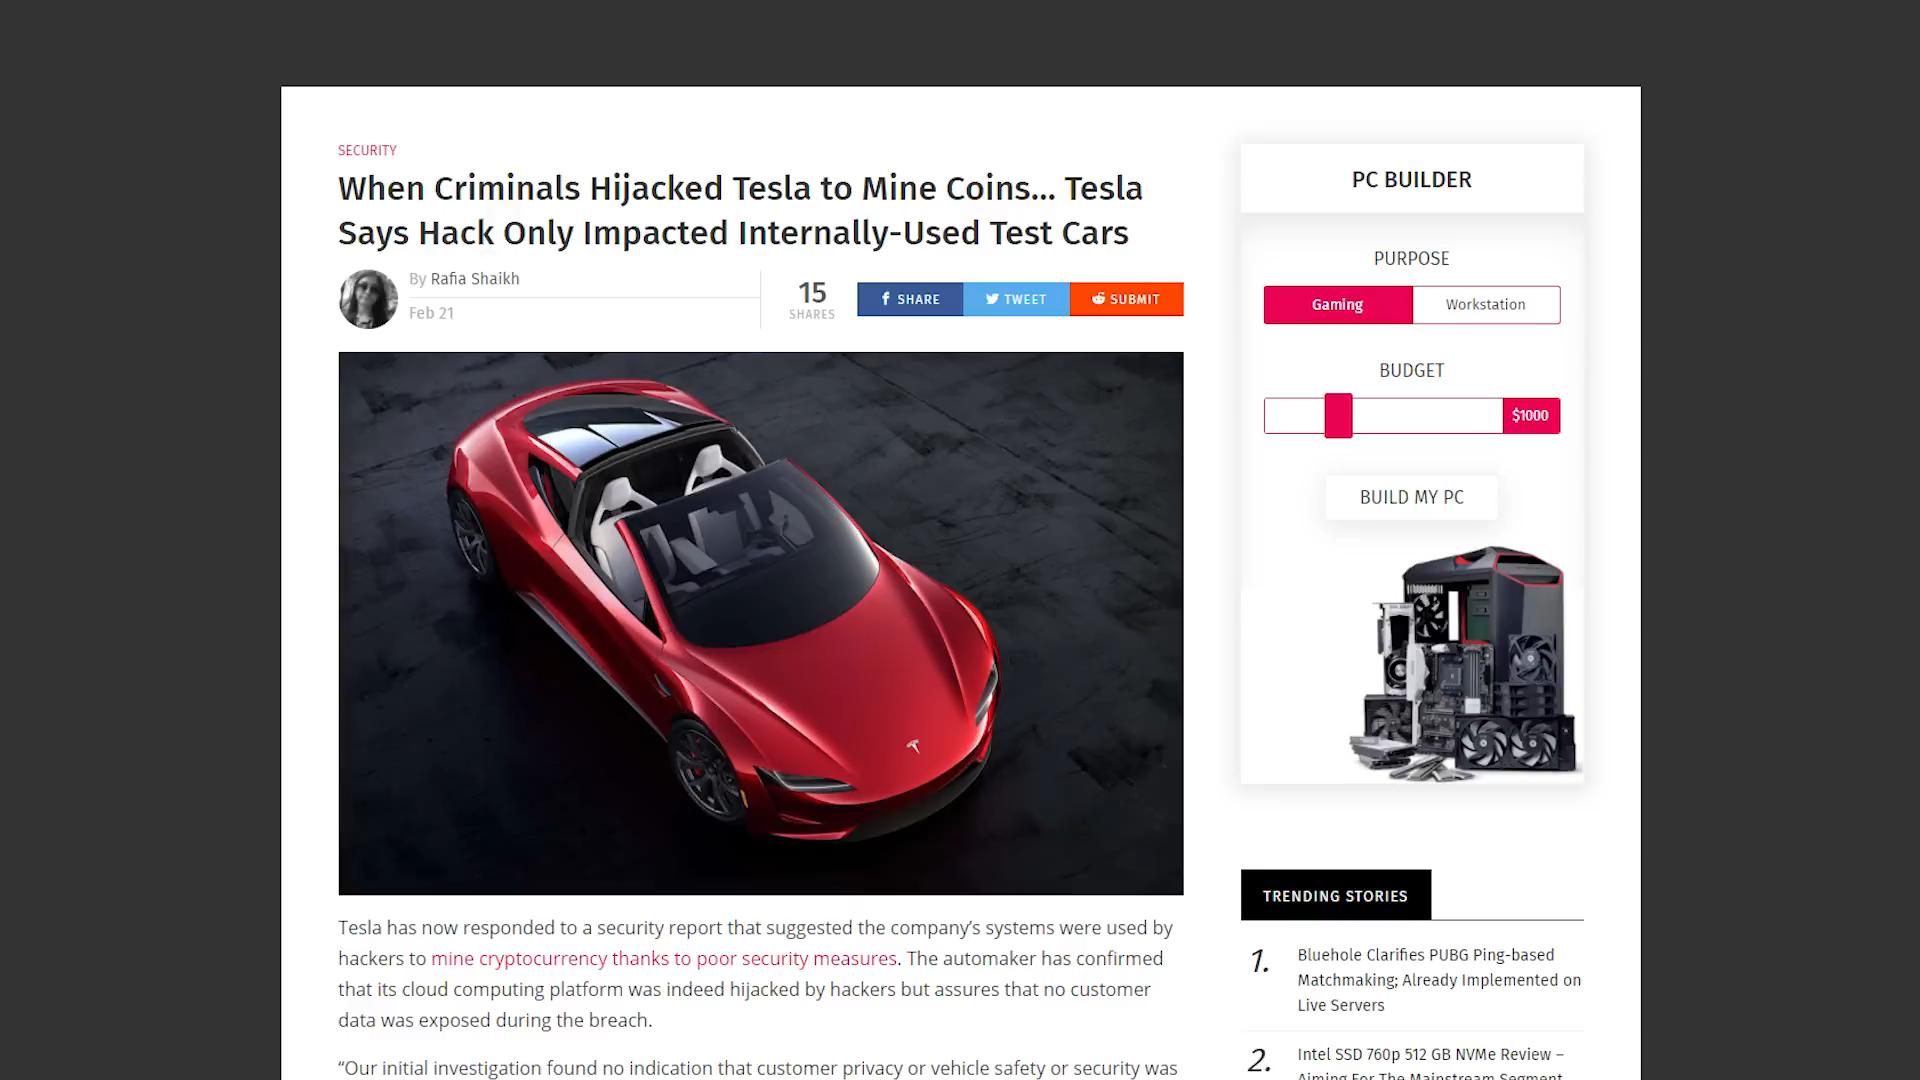 SECURITY
When Criminals Hijacked Tesla to Mine Coins... Tesla
Says Hack Only Impacted Internally-Used Test Cars
By Rafia Shaikh
Feb 21
15
SHARES
SHARE
TWEET
SUBMIT
Tesla has now responded to a security report that suggested the company’s systems were used by
hackers to mine cryptocurrency thanks to poor security measures. The automaker has confirmed
that its cloud computing platform was indeed hijacked by hackers but assures that no customer
data was exposed during the breach.
“Our initial investigation found no indication that customer privacy or vehicle safety or security was
PC BUILDER
PURPOSE
Gaming
Workstation
BUDGET
$1000
BUILD MY PC
TRENDING STORIES
1.
Bluehole Clarifies PUBG Ping-based
Matchmaking; Already Implemented on
Live Servers
2.
Intel SSD 760p 512 GB NVMe Review –
Aiming For The Mainstream Segment